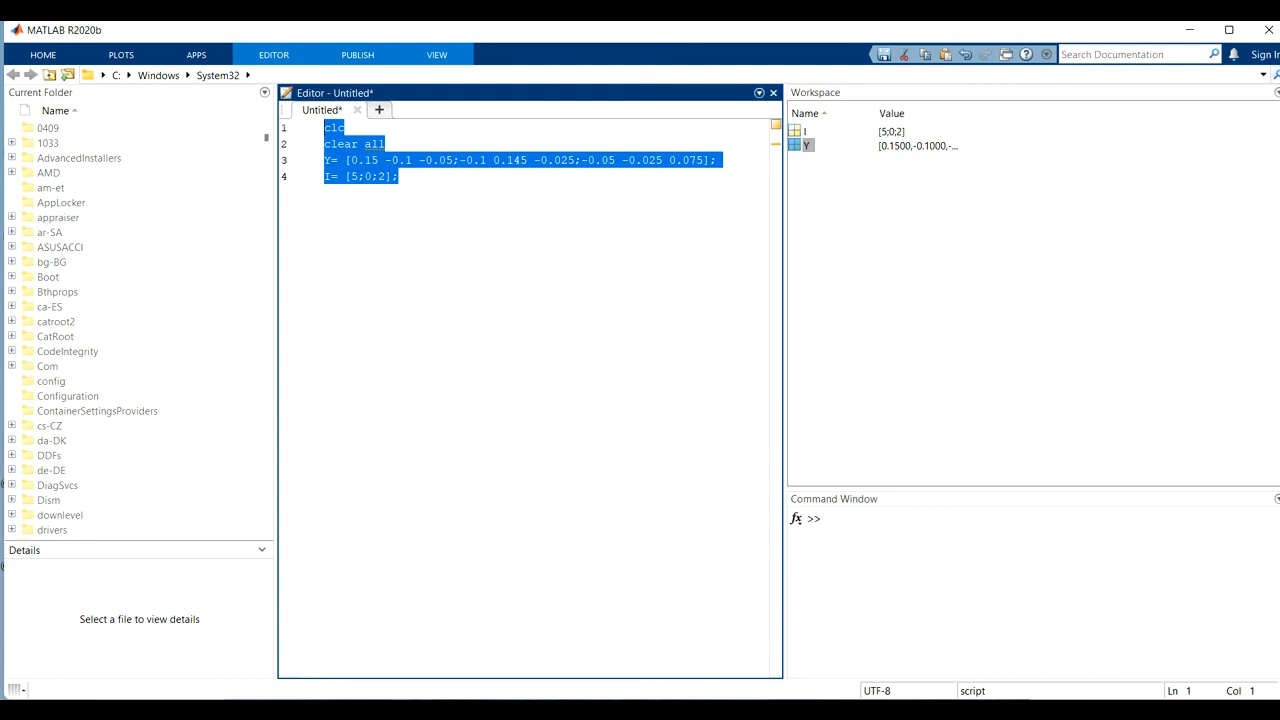 MATLAB R2020b
HOME PLOTS APPS EDITOR PUBLISH VIEW Search Documentation Sign In
C: Windows System32
Current Folder
Name
0409
1033
AdvancedInstallers
AMD
am-et
AppLocker
appraiser
ar-SA
ASUSACCI
bg-BG
Boot
Bthprops
ca-ES
catroot2
CatRoot
CodeIntegrity
Com
config
Configuration
ContainerSettingsProviders
cs-CZ
da-DK
DDFs
de-DE
DiagSvcs
Dism
downlevel
drivers
Details
Select a file to view details
Editor - Untitled*
Untitled*
1 clc
2 clear all
3 Y= [0.15 -0.1 -0.05;-0.1 0.145 -0.025;-0.05 -0.025 0.075];
4 I= [5;0;2];
Workspace
Name Value
I [5;0;2]
Y [0.1500,-0.1000,-...
Command Window
fx >>
UTF-8 script Ln 1 Col 1